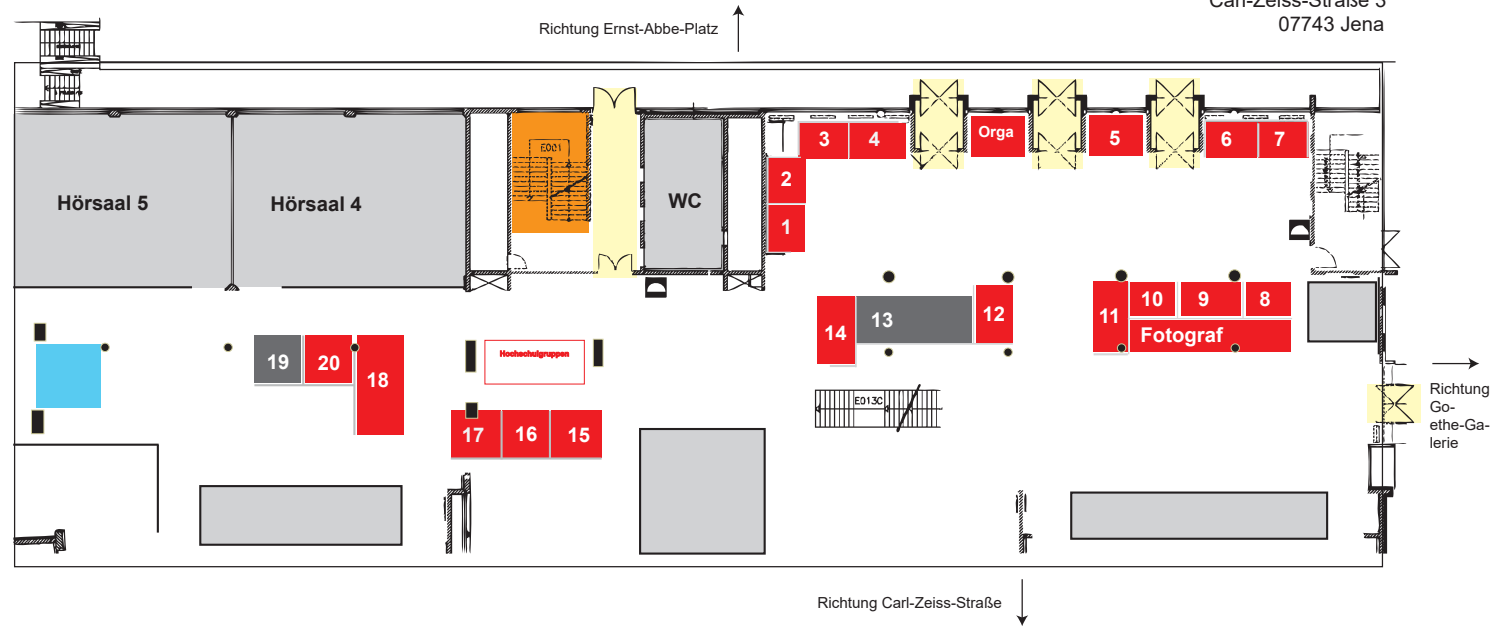 Carl-Zeiss-Straße 3
07743 Jena
Richtung Ernst-Abbe-Platz
3
4
Orga
5
6
7
E001
2
WC
Hörsaal 5
Hörsaal 4
1
10
9
8
11
12
13
14
Fotograf
19
20
18
Hochschulgruppen
E013C
Richtung
Go-
ethe-Ga-
lerie
17
16
15
Richtung Carl-Zeiss-Straße